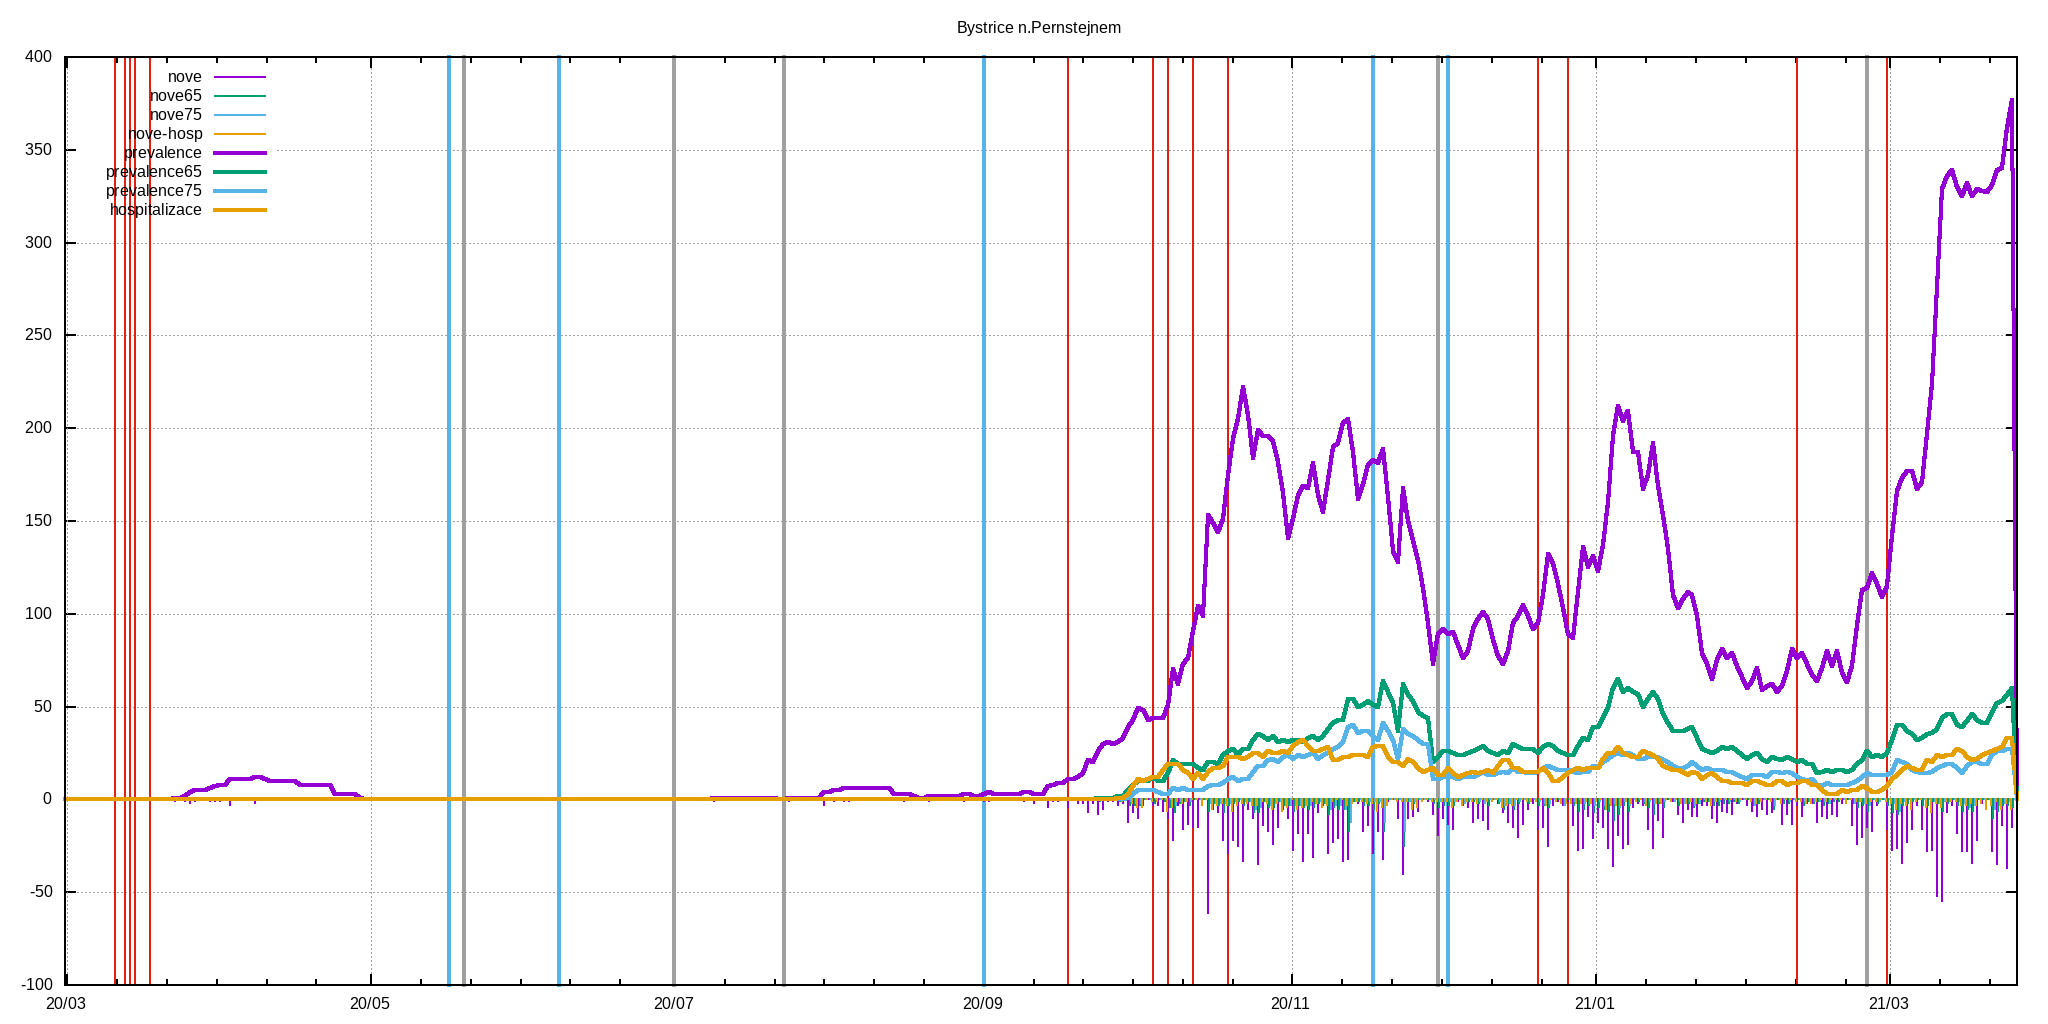 Bystrice n.Pernstejnem
400
350
300
250
200
150
100
50
0
-50
-100
nove
nove65
nove75
nove-hosp
prevalence
prevalence65
prevalence75
hospitalizace
20/03 20/05 20/07 20/09 20/11 21/01 21/03